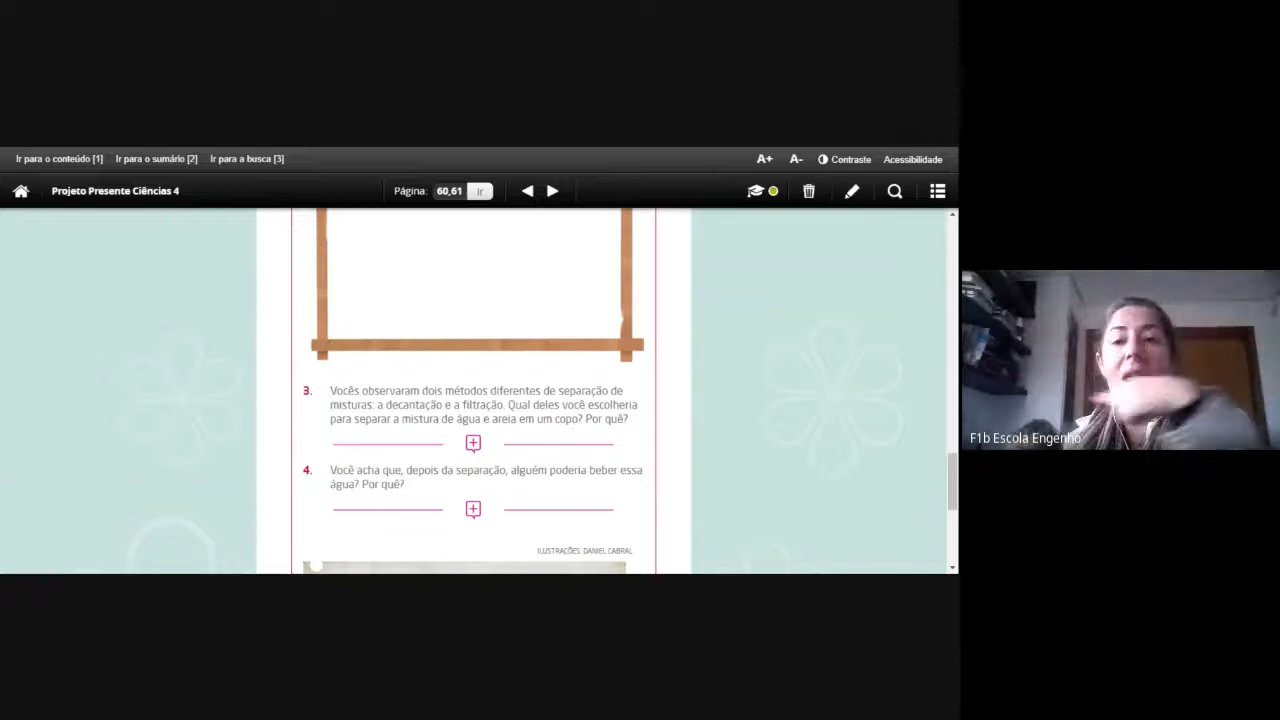 Ir para o conteúdo [1] Ir para o sumário [2] Ir para a busca [3] A+ A- Contraste Acessibilidade
Projeto Presente Ciências 4 Página: 60,61 Ir
3. Vocês observaram dois métodos diferentes de separação de
misturas: a decantação e a filtração. Qual deles você escolheria
para separar a mistura de água e areia em um copo? Por quê?
4. Você acha que, depois da separação, alguém poderia beber essa
água? Por quê?
ILUSTRAÇÕES: DANIEL CABRAL
F1b Escola Engenho